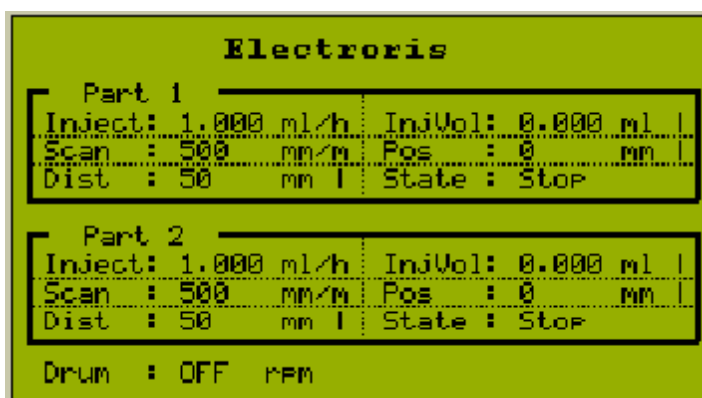 Electroris
Part 1
Inject: 1.000 ml/h InjVol: 0.000 ml
Scan : 500 mm/m Pos : 0 mm
Dist : 50 mm State : Stop
Part 2
Inject: 1.000 ml/h InjVol: 0.000 ml
Scan : 500 mm/m Pos : 0 mm
Dist : 50 mm State : Stop
Drum : OFF rpm